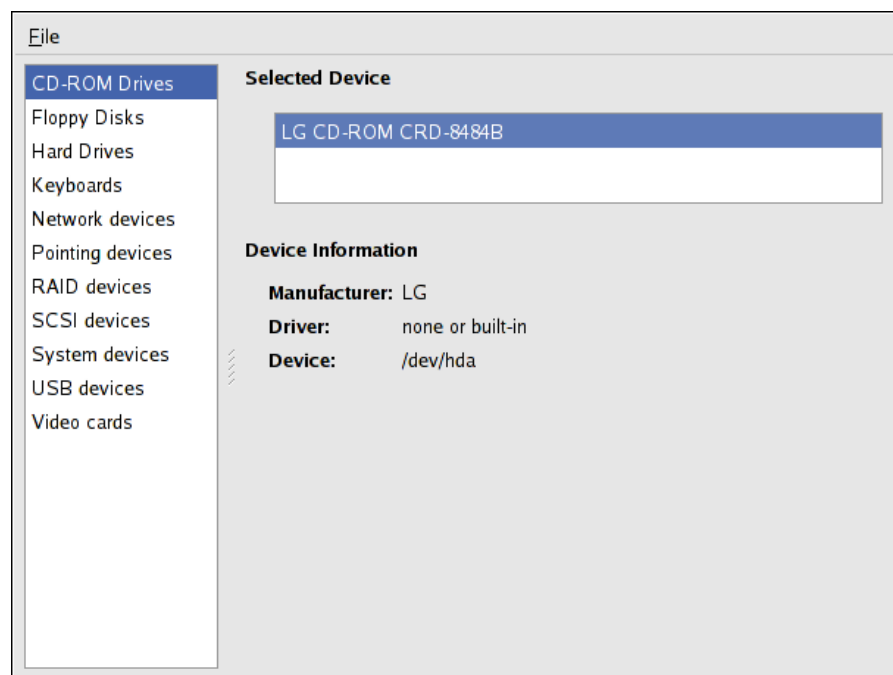 File
CD-ROM Drives
Floppy Disks
Hard Drives
Keyboards
Network devices
Pointing devices
RAID devices
SCSI devices
System devices
USB devices
Video cards
Selected Device
LG CD-ROM CRD-8484B
Device Information
Manufacturer: LG
Driver: none or built-in
Device: /dev/hda